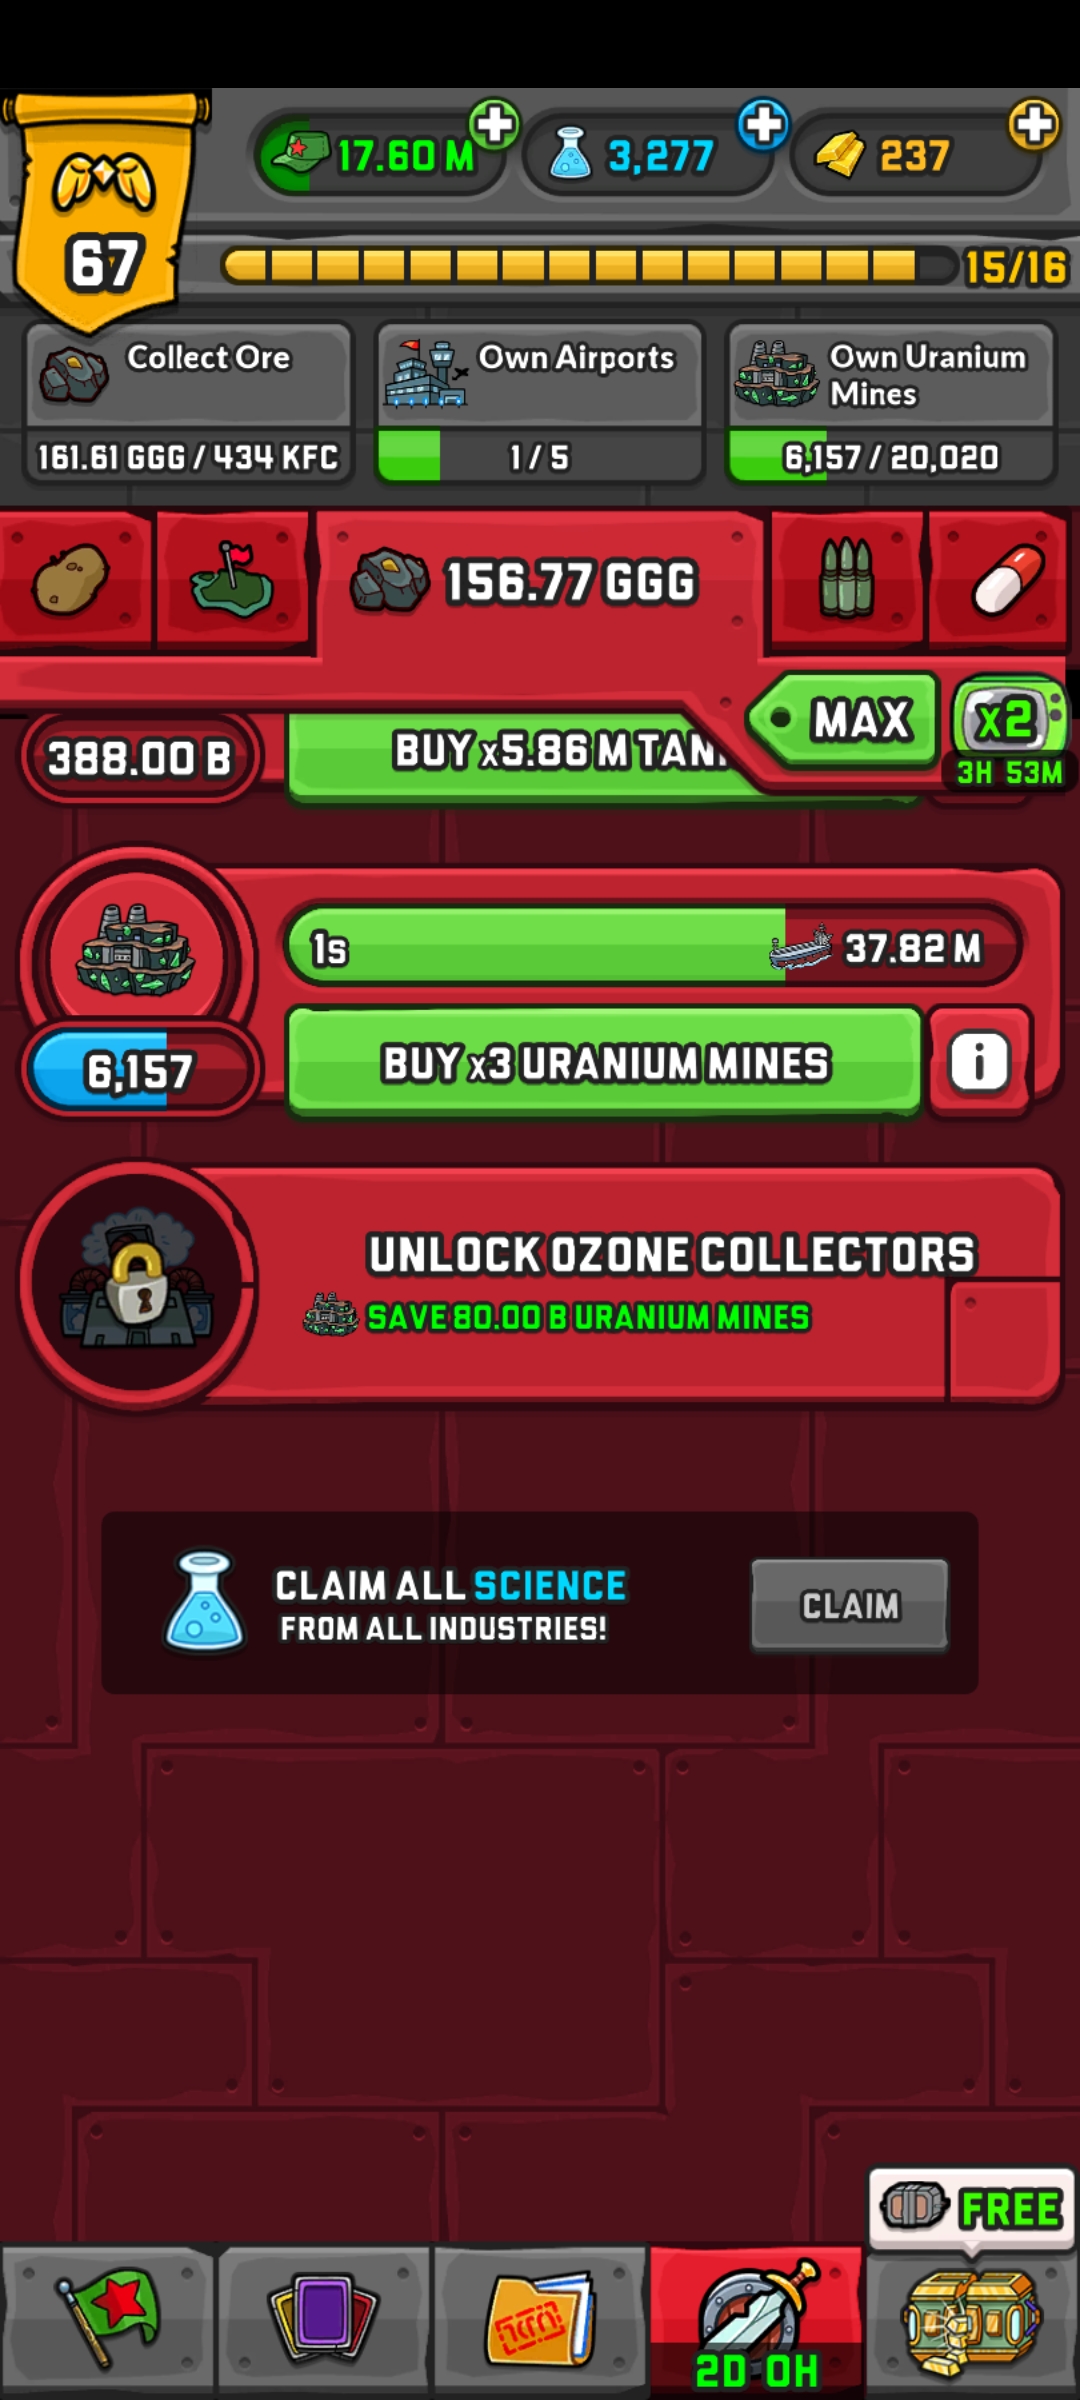 17.60 M
3,277
237
67
15/16
Collect Ore
161.61 GGG / 434 KFC
Own Airports
1 / 5
Own Uranium
Mines
6,157 / 20,020
156.77 GGG
MAX
x2
3H 53M
388.00 B
BUY x5.86 M TAN
1s
37.82 M
6,157
BUY x3 URANIUM MINES
i
UNLOCK OZONE COLLECTORS
SAVE 80.00 B URANIUM MINES
CLAIM ALL SCIENCE
FROM ALL INDUSTRIES!
CLAIM
FREE
2D 0H